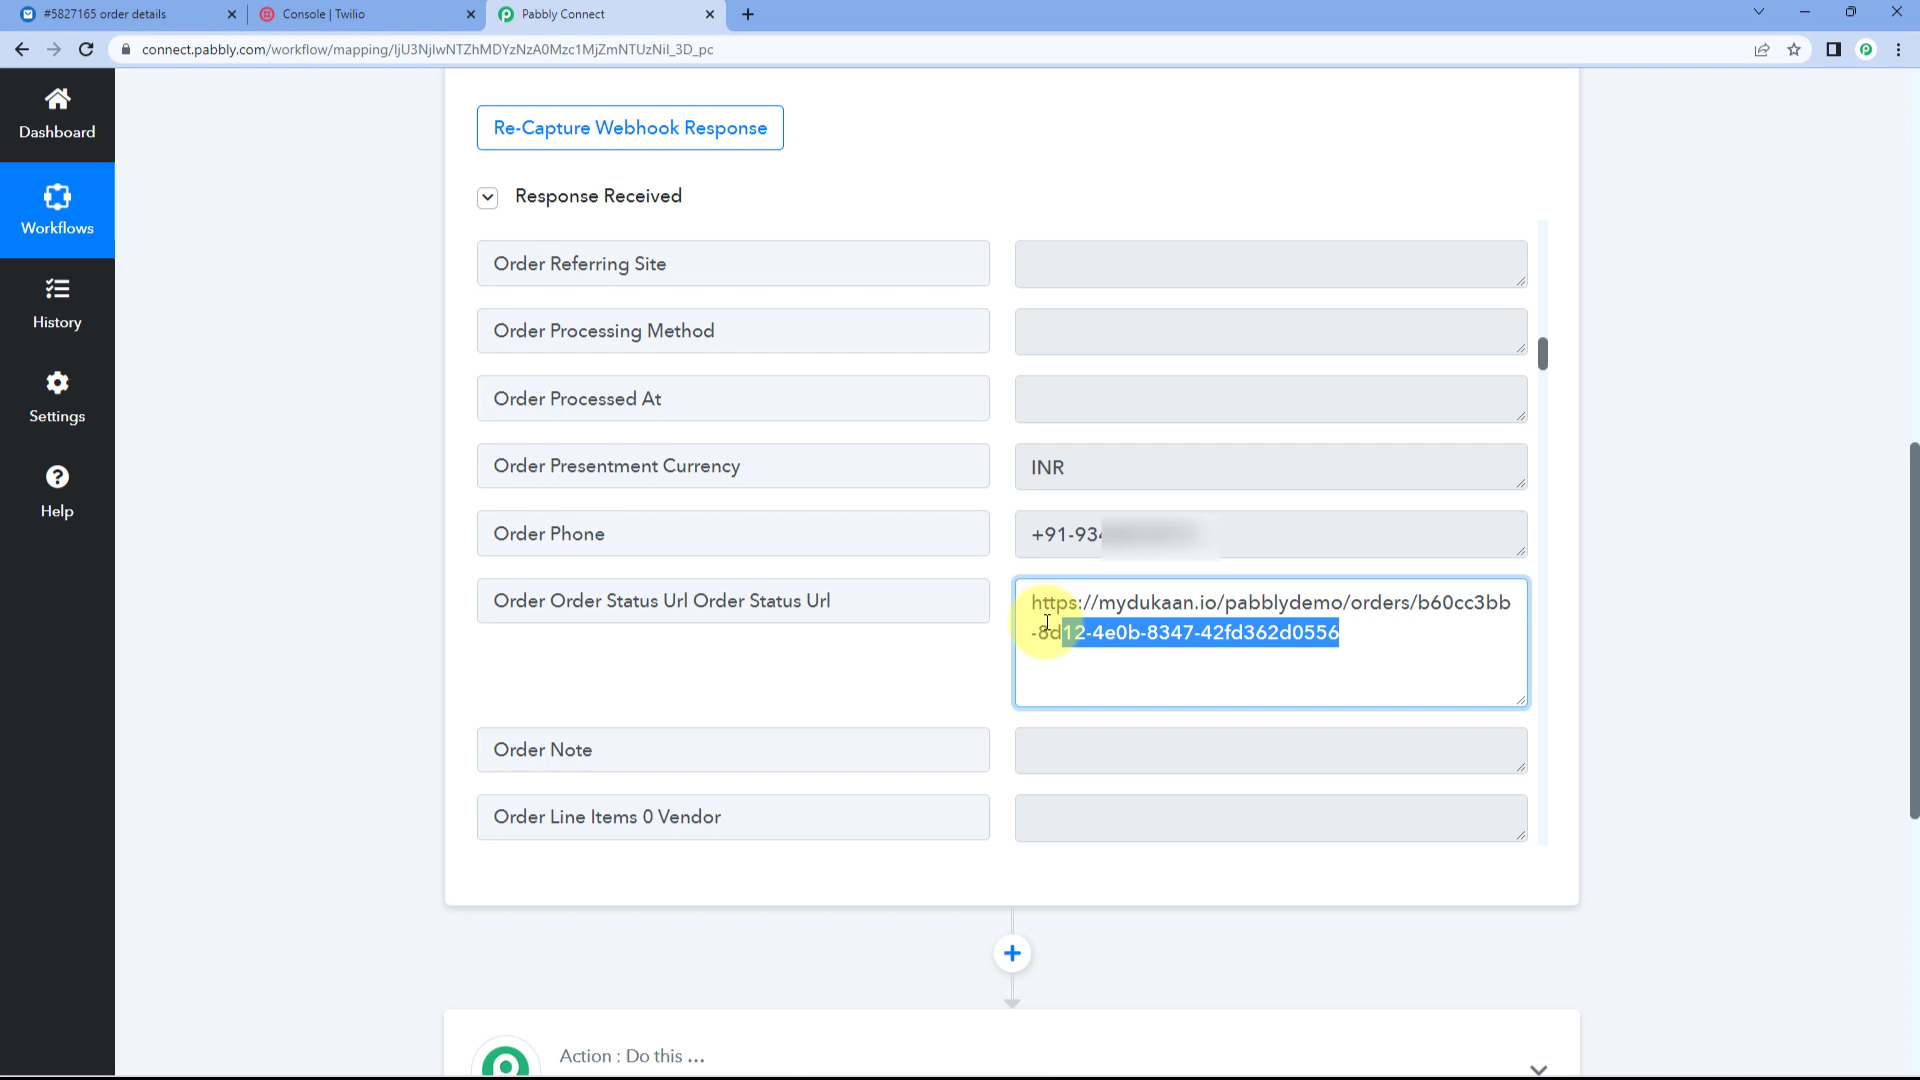 #5827165 order details
Console | Twilio
Pabbly Connect
connect.pabbly.com/workflow/mapping/IjU3NjIwNTZhMDYzNzA0Mzc1MjZmNTUzNiI_3D_pc
Dashboard
Workflows
History
Settings
Help
Re-Capture Webhook Response
Response Received
Order Referring Site
Order Processing Method
Order Processed At
Order Presentment Currency
INR
Order Phone
+91-934
Order Order Status Url Order Status Url
https://mydukaan.io/pabblydemo/orders/b60cc3bb
-8d12-4e0b-8347-42fd362d0556
Order Note
Order Line Items 0 Vendor
Action : Do this ...